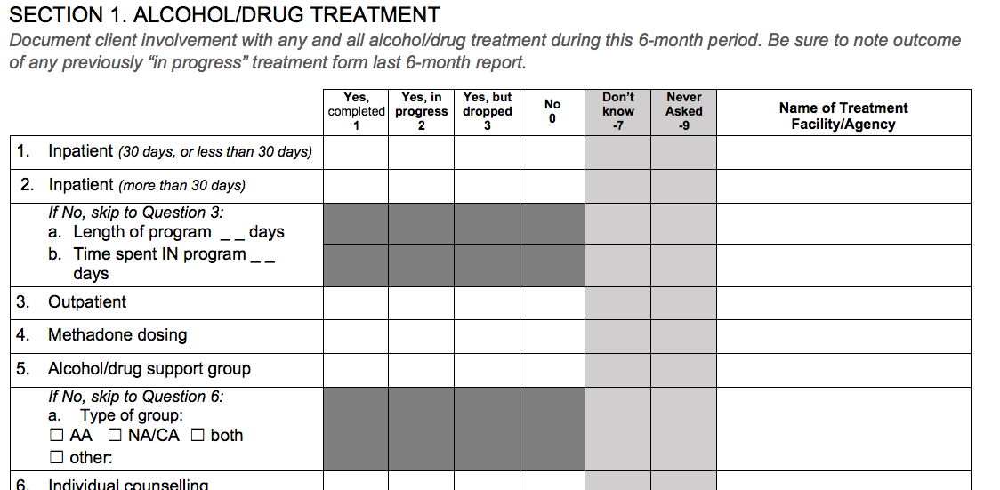 SECTION 1. ALCOHOL/DRUG TREATMENT
Document client involvement with any and all alcohol/drug treatment during this 6-month period. Be sure to note outcome
of any previously “in progress” treatment form last 6-month report.
Yes, completed 1
Yes, in progress 2
Yes, but dropped 3
No 0
Don’t know -7
Never Asked -9
Name of Treatment Facility/Agency
1. Inpatient (30 days, or less than 30 days)
2. Inpatient (more than 30 days)
If No, skip to Question 3:
a. Length of program _ _ days
b. Time spent IN program _ _
days
3. Outpatient
4. Methadone dosing
5. Alcohol/drug support group
If No, skip to Question 6:
a. Type of group:
☐ AA ☐ NA/CA ☐ both
☐ other:
6. Individual counselling